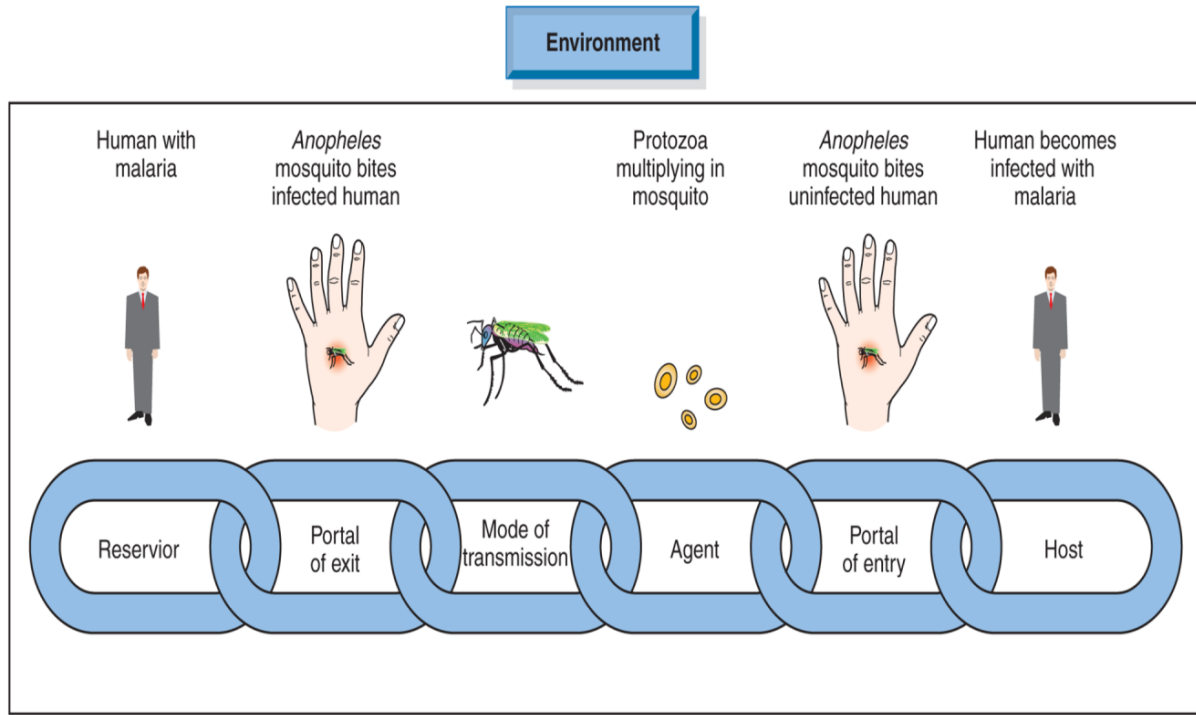 Environment
Human with
malaria
Anopheles
mosquito bites
infected human
Protozoa
multiplying in
mosquito
Anopheles
mosquito bites
uninfected human
Human becomes
infected with
malaria
Reservior
Portal
of exit
Mode of
transmission
Agent
Portal
of entry
Host